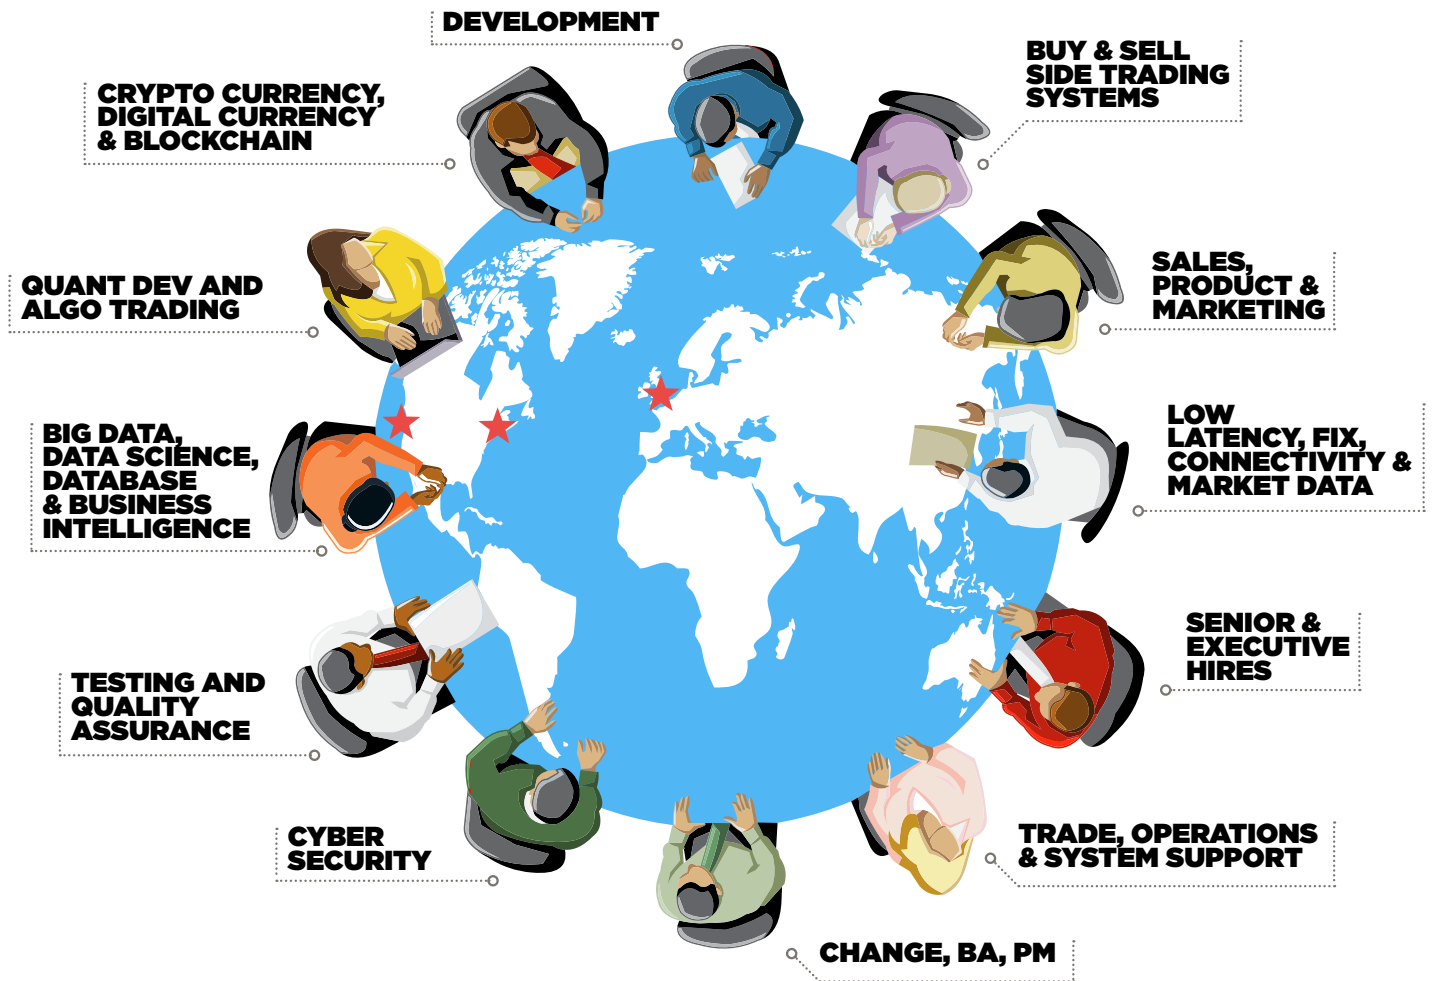 DEVELOPMENT
BUY & SELL
SIDE TRADING
SYSTEMS
CRYPTO CURRENCY,
DIGITAL CURRENCY
& BLOCKCHAIN
SALES,
PRODUCT &
MARKETING
QUANT DEV AND
ALGO TRADING
LOW
LATENCY, FIX,
CONNECTIVITY &
MARKET DATA
BIG DATA,
DATA SCIENCE,
DATABASE
& BUSINESS
INTELLIGENCE
SENIOR &
EXECUTIVE
HIRES
TESTING AND
QUALITY
ASSURANCE
TRADE, OPERATIONS
& SYSTEM SUPPORT
CYBER
SECURITY
CHANGE, BA, PM